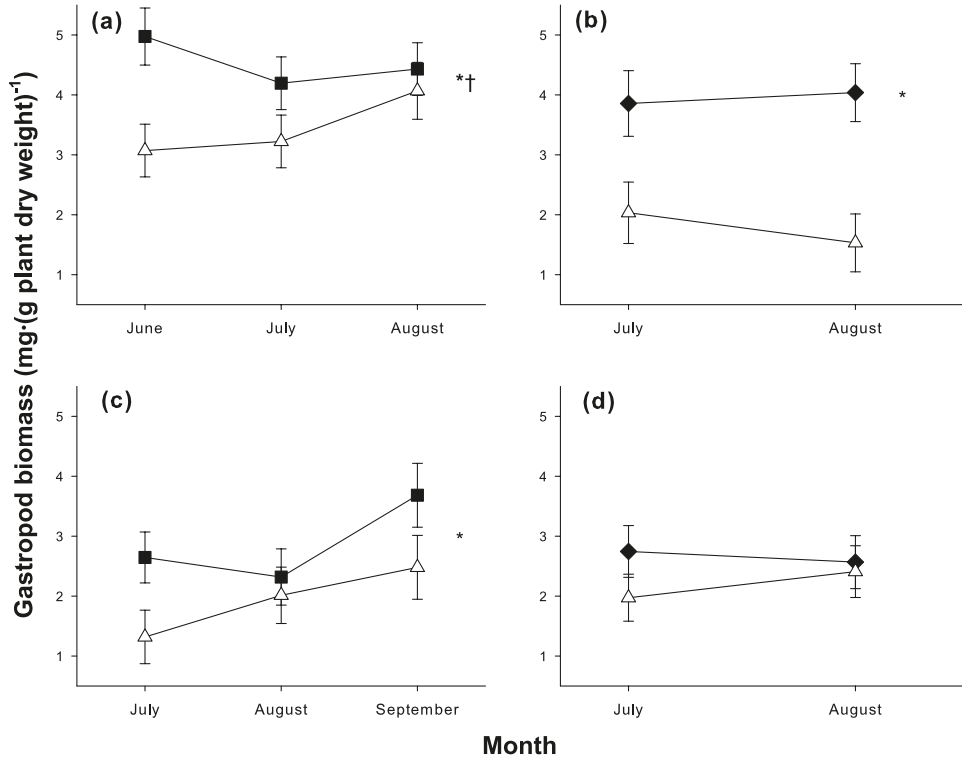 Gastropod biomass (mg·(g plant dry weight)⁻¹)
(a)
5
4
3
2
1
*†
June July August
(b)
5
4
3
2
1
*
July August
(c)
5
4
3
2
1
*
July August September
(d)
5
4
3
2
1
July August
Month